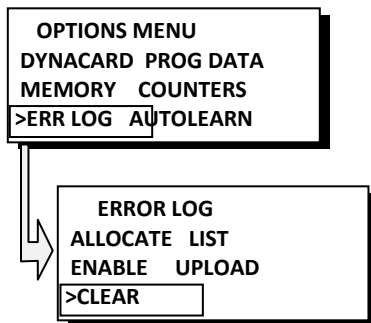 OPTIONS MENU
DYNACARD PROG DATA
MEMORY COUNTERS
>ERR LOG AUTOLEARN
ERROR LOG
ALLOCATE LIST
ENABLE UPLOAD
>CLEAR